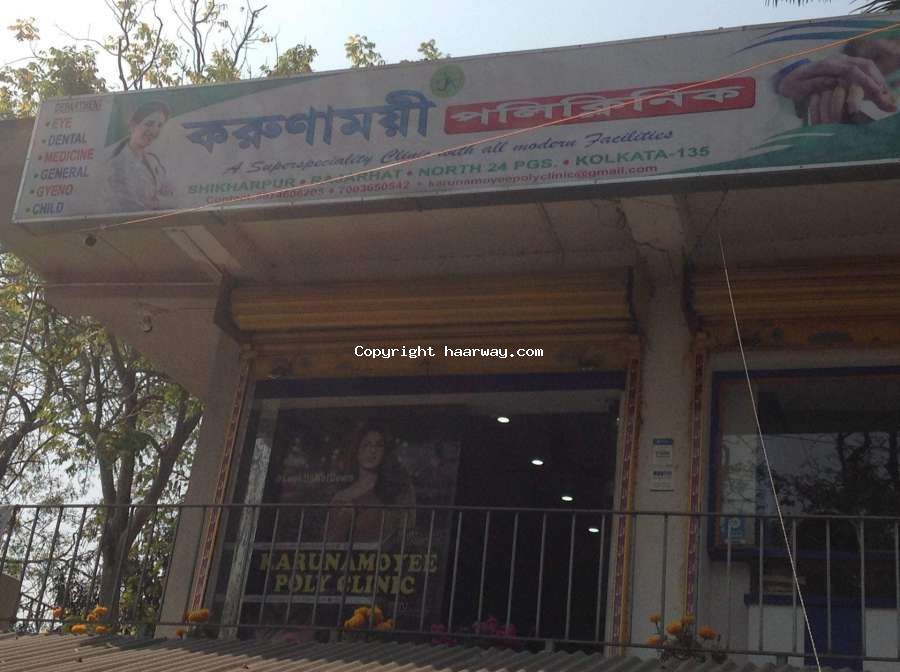 DEPARTMENT
• EYE
• DENTAL
• MEDICINE
• GENERAL
• GYENO
• CHILD
করুণাময়ী পলিক্লিনিক
A Superspeciality Clinic with all modern Facilities
SHIKHARPUR • RAJARHAT • NORTH 24 PGS. • KOLKATA-135
7003650542 • karunamoyeepolyclinic@gmail.com
Copyright haarway.com
KARUNAMOYEE
POLY CLINIC